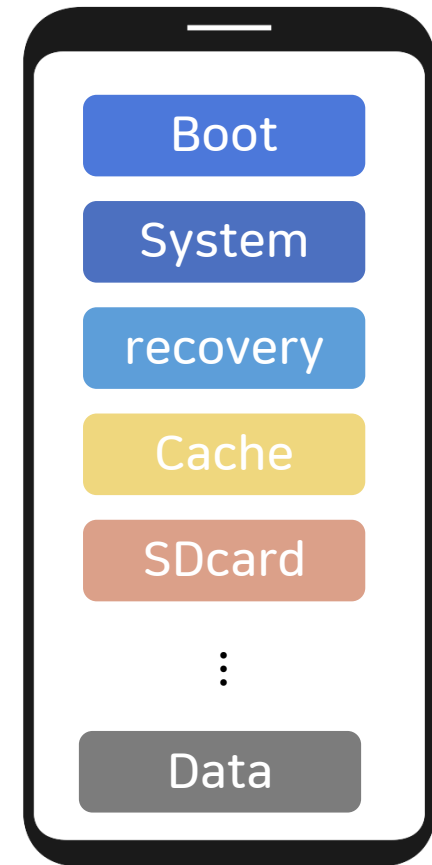 Boot
System
recovery
Cache
SDcard
⋮
Data